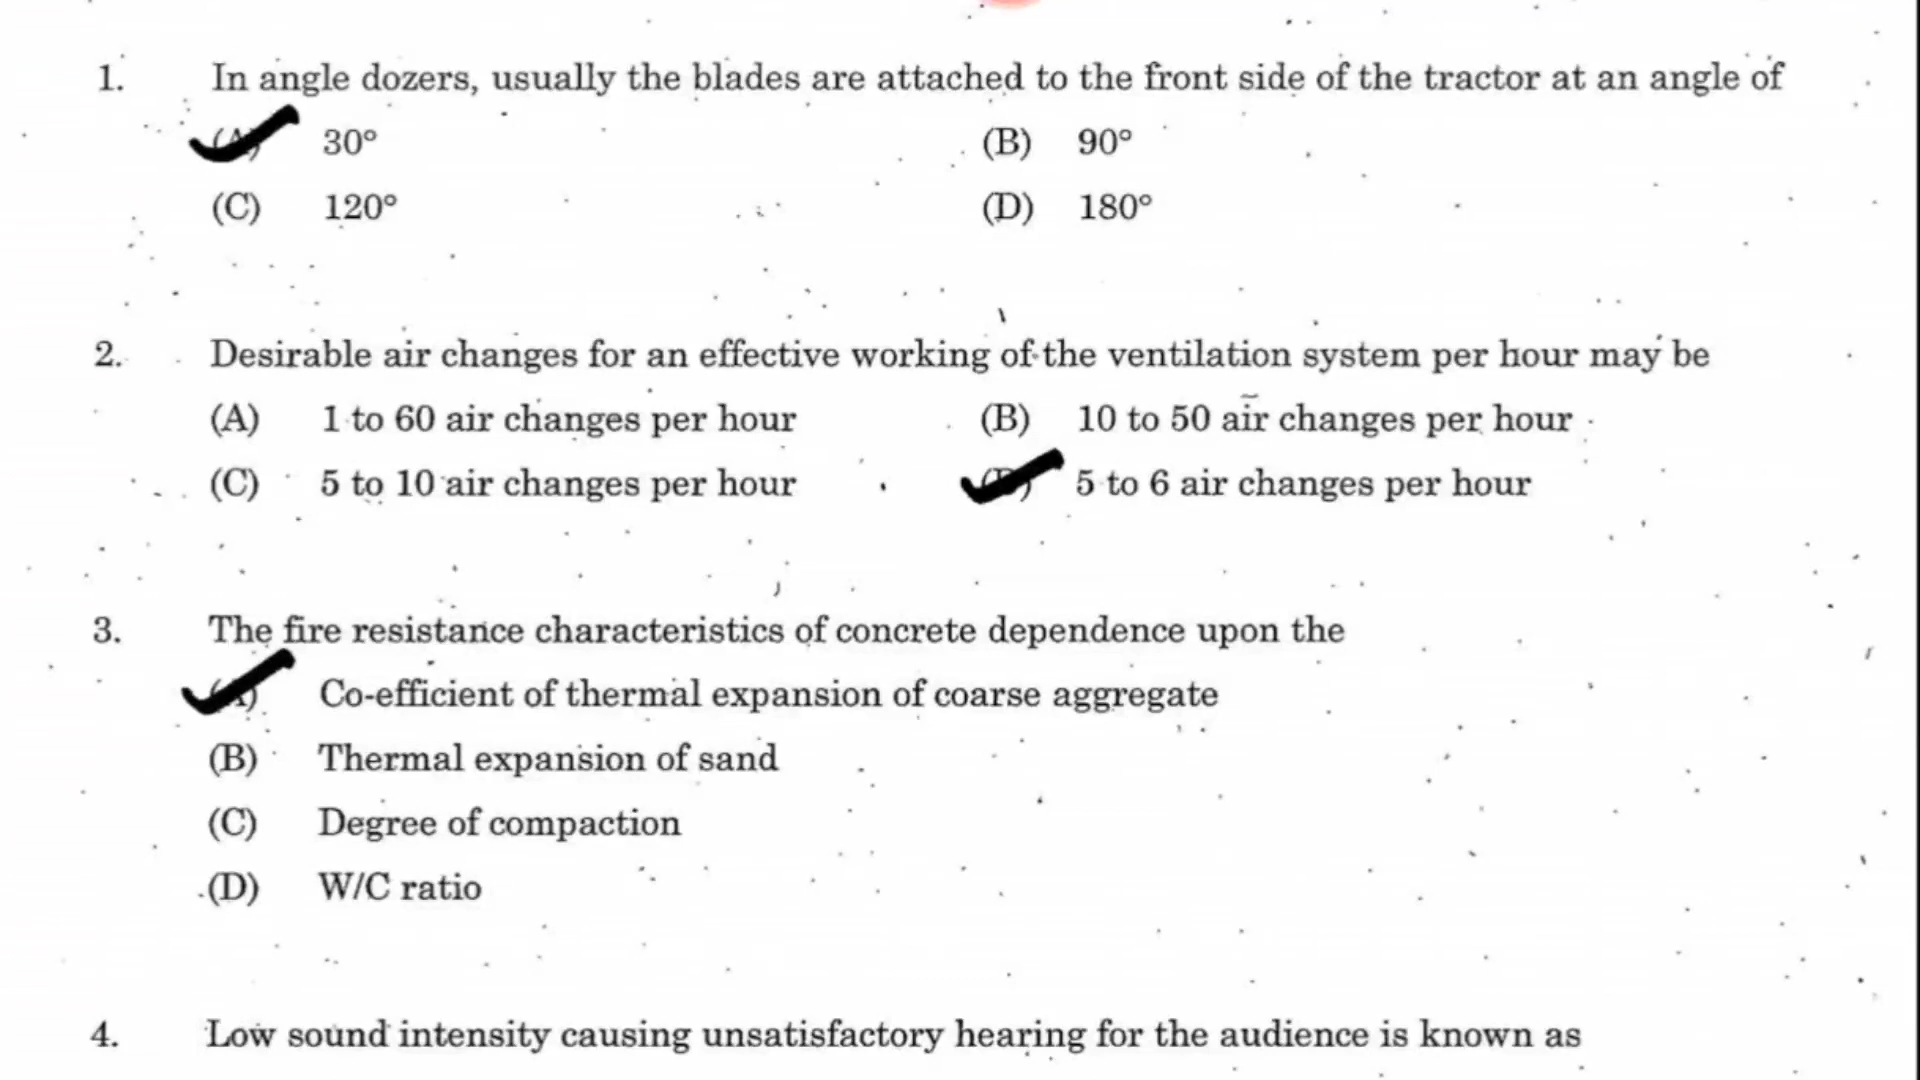 1. In angle dozers, usually the blades are attached to the front side of the tractor at an angle of
(A) 30° (B) 90°
(C) 120° (D) 180°
2. Desirable air changes for an effective working of the ventilation system per hour may be
(A) 1 to 60 air changes per hour (B) 10 to 50 air changes per hour
(C) 5 to 10 air changes per hour (D) 5 to 6 air changes per hour
3. The fire resistance characteristics of concrete dependence upon the
(A) Co-efficient of thermal expansion of coarse aggregate
(B) Thermal expansion of sand
(C) Degree of compaction
(D) W/C ratio
4. Low sound intensity causing unsatisfactory hearing for the audience is known as